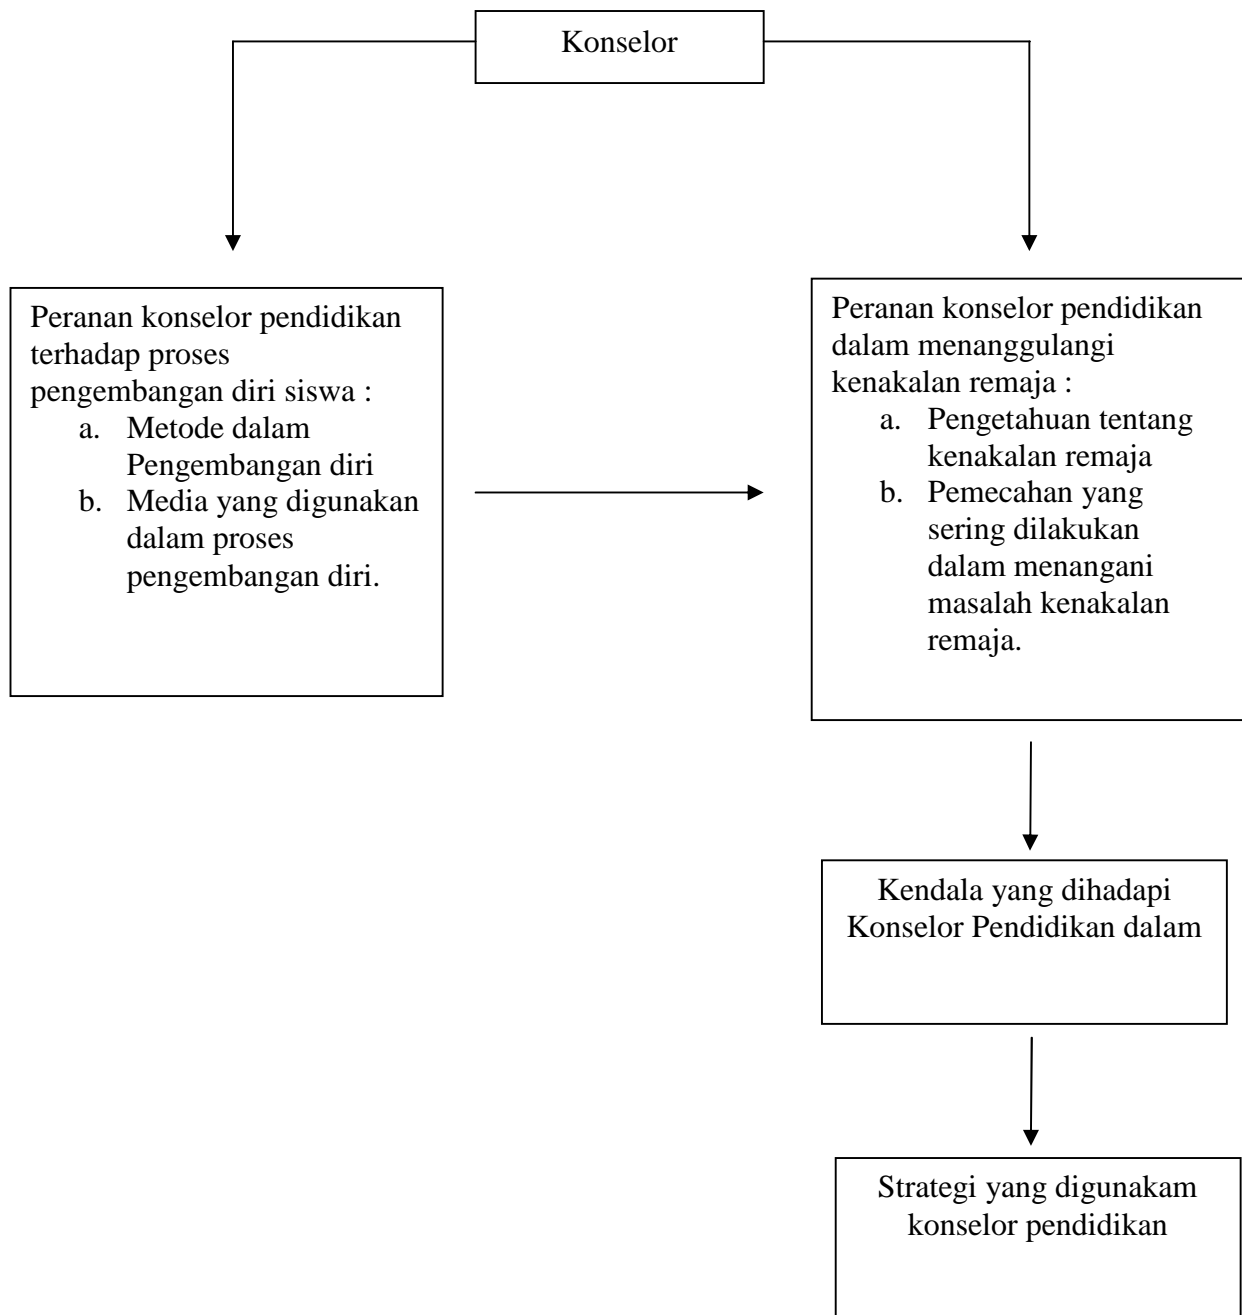 Konselor
Peranan konselor pendidikan
terhadap proses
pengembangan diri siswa :
a. Metode dalam
Pengembangan diri
b. Media yang digunakan
dalam proses
pengembangan diri.
Peranan konselor pendidikan
dalam menanggulangi
kenakalan remaja :
a. Pengetahuan tentang
kenakalan remaja
b. Pemecahan yang
sering dilakukan
dalam menangani
masalah kenakalan
remaja.
Kendala yang dihadapi
Konselor Pendidikan dalam
Strategi yang digunakam
konselor pendidikan